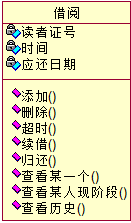 借阅
读者证号
时间
应还日期
添加()
删除()
超时()
续借()
归还()
查看某一个()
查看某人现阶段()
查看历史()